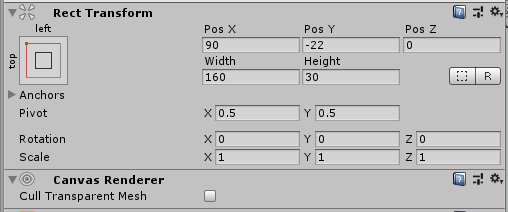 Rect Transform
left
top
Pos X Pos Y Pos Z
90 -22 0
Width Height
160 30
R
Anchors
Pivot X 0.5 Y 0.5
Rotation X 0 Y 0 Z 0
Scale X 1 Y 1 Z 1
Canvas Renderer
Cull Transparent Mesh